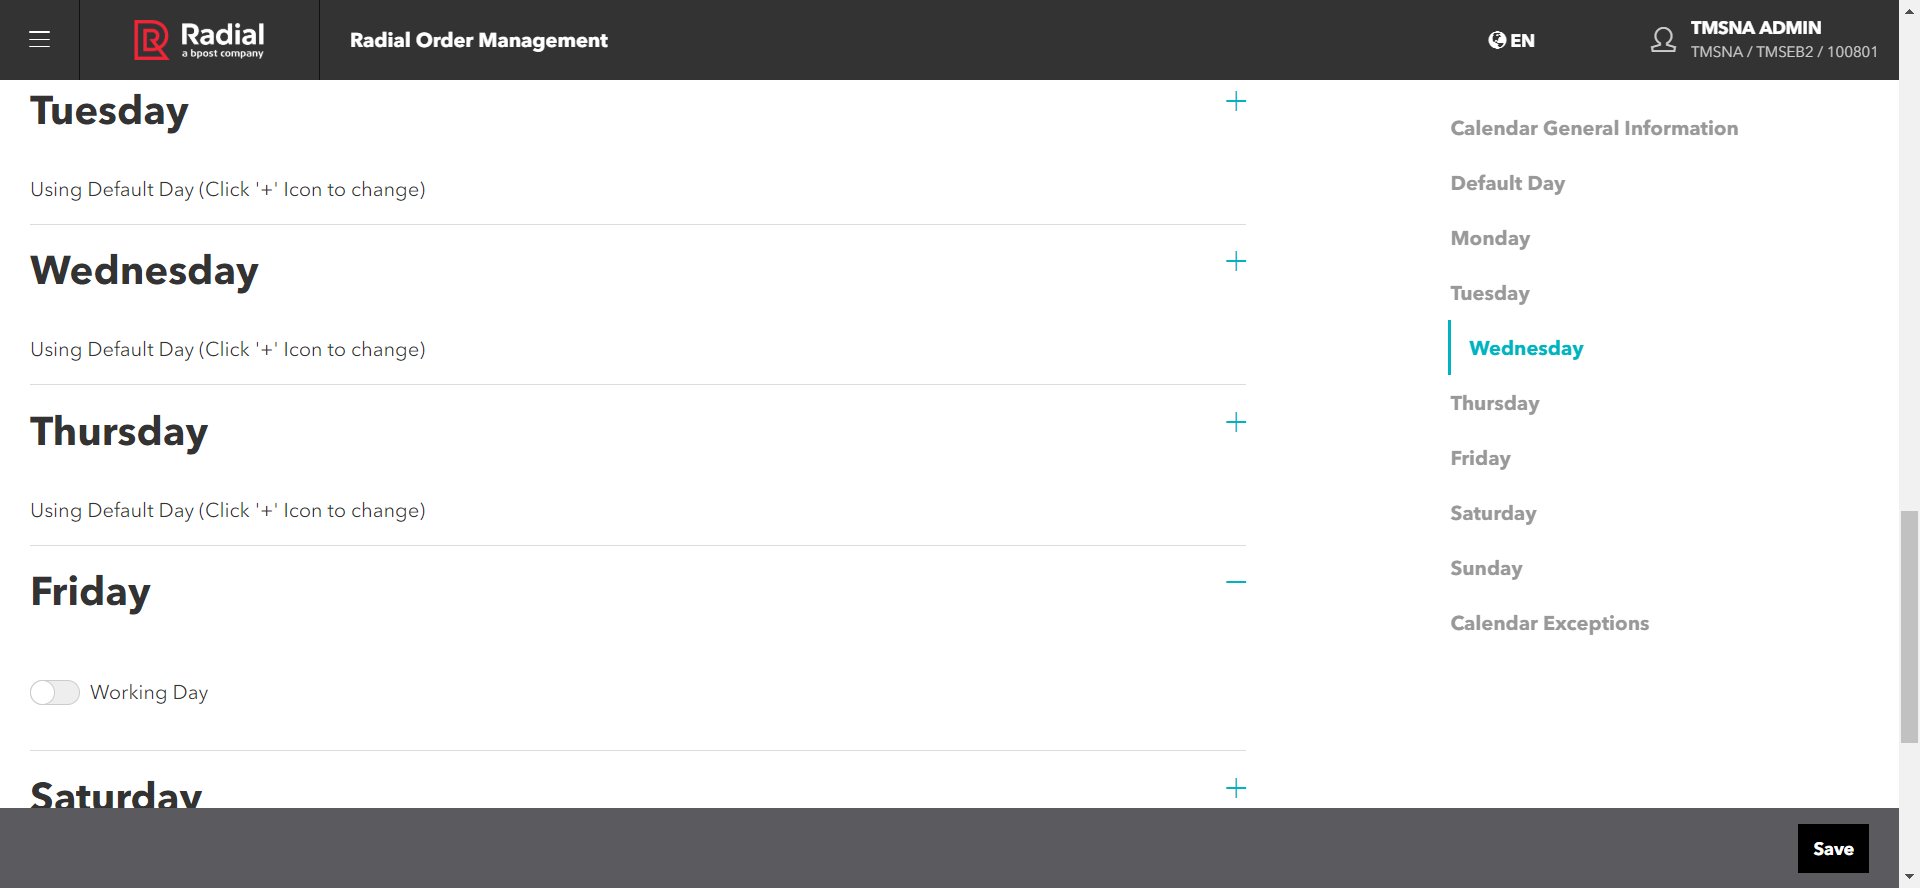 Radial
a bpost company
Radial Order Management
EN
TMSNA ADMIN
TMSNA / TMSEB2 / 100801
Tuesday
Using Default Day (Click '+' Icon to change)
Wednesday
Using Default Day (Click '+' Icon to change)
Thursday
Using Default Day (Click '+' Icon to change)
Friday
Working Day
Saturday
Calendar General Information
Default Day
Monday
Tuesday
Wednesday
Thursday
Friday
Saturday
Sunday
Calendar Exceptions
Save